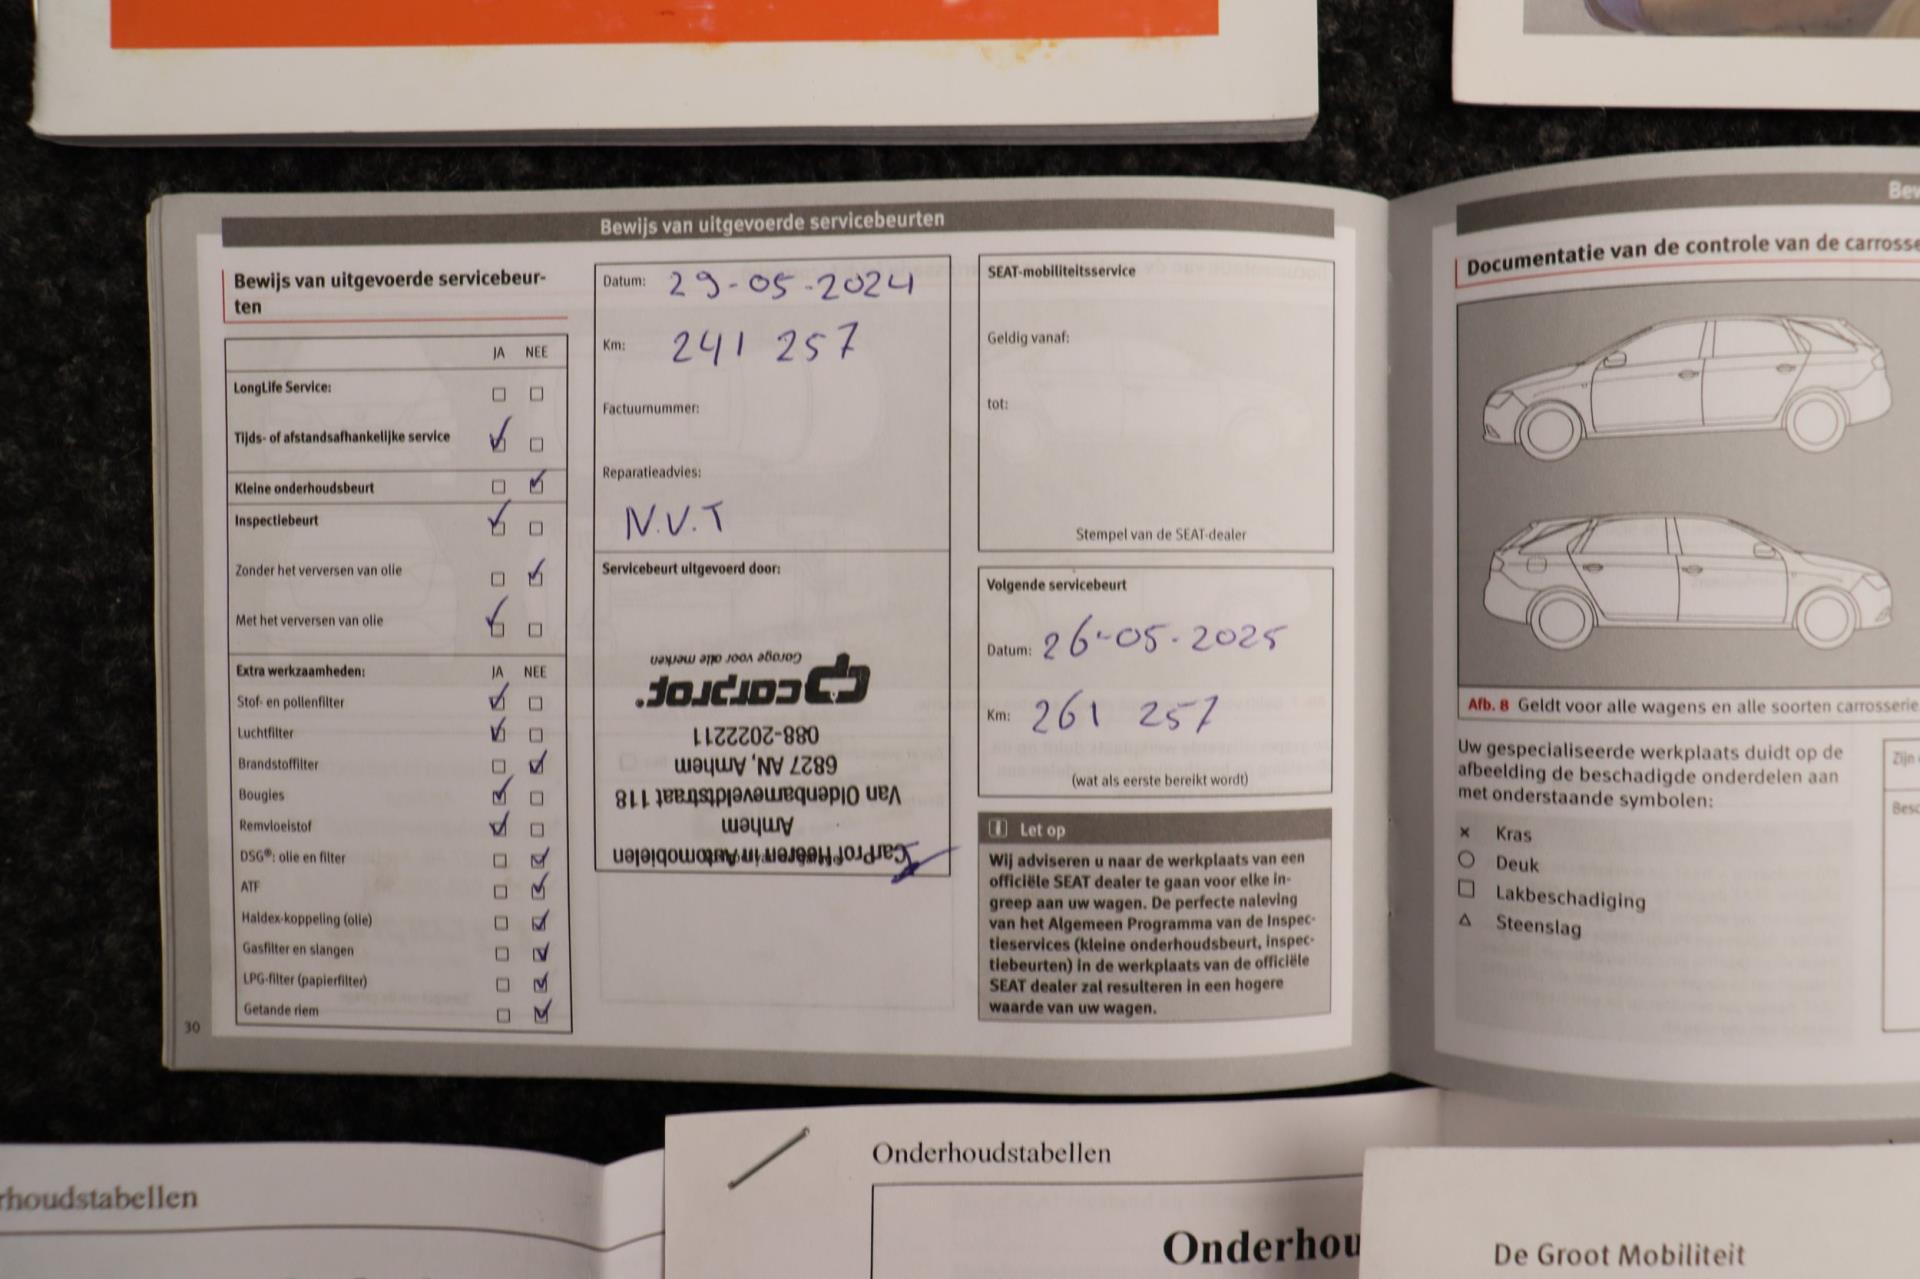 Bewijs van uitgevoerde servicebeurten
Bewijs van uitgevoerde servicebeur-
ten
JA NEE
LongLife Service:
Tijds- of afstandsafhankelijke service
Kleine onderhoudsbeurt
Inspectiebeurt
Zonder het verversen van olie
Met het verversen van olie
Extra werkzaamheden: JA NEE
Stof- en pollenfilter
Luchtfilter
Brandstoffilter
Bougies
Remvloeistof
DSG®: olie en filter
ATF
Haldex-koppeling (olie)
Gasfilter en slangen
LPG-filter (papierfilter)
Getande riem
30
Datum: 29-05-2024
Km: 241 257
Factuurnummer:
Reparatieadvies:
N.V.T
Servicebeurt uitgevoerd door:
CarProf Heeren in Automobielen
Arnhem
Van Oldenbarneveldtstraat 118
6827 AN, Arnhem
088-2022211
carprof
Garage voor alle merken
SEAT-mobiliteitsservice
Geldig vanaf:
tot:
Stempel van de SEAT-dealer
Volgende servicebeurt
Datum: 26-05-2025
Km: 261 257
(wat als eerste bereikt wordt)
Let op
Wij adviseren u naar de werkplaats van een
officiële SEAT dealer te gaan voor elke in-
greep aan uw wagen. De perfecte naleving
van het Algemeen Programma van de Inspec-
tieservices (kleine onderhoudsbeurt, inspec-
tiebeurten) in de werkplaats van de officiële
SEAT dealer zal resulteren in een hogere
waarde van uw wagen.
Bew
Documentatie van de controle van de carrosse
Afb. 8 Geldt voor alle wagens en alle soorten carrosserie
Uw gespecialiseerde werkplaats duidt op de
afbeelding de beschadigde onderdelen aan
met onderstaande symbolen:
× Kras
○ Deuk
□ Lakbeschadiging
△ Steenslag
Zijn
Besc
rhoudstabellen
Onderhoudstabellen
Onderhou
De Groot Mobiliteit